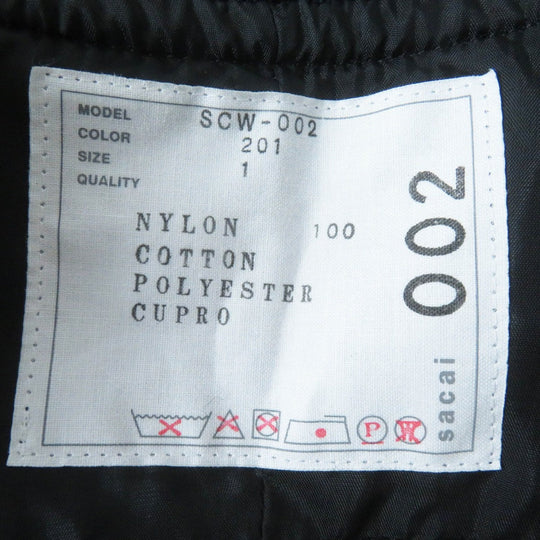 MODEL SCW-002
COLOR 201
SIZE 1
QUALITY
NYLON 100
COTTON
POLYESTER
CUPRO
P
W
002
sacai